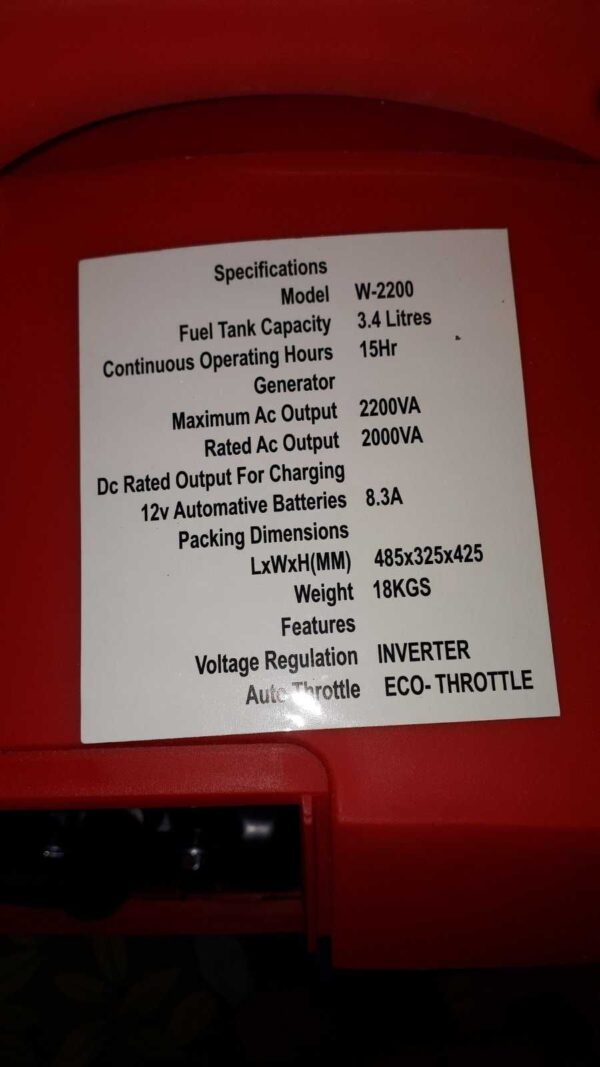 Specifications
Model W-2200
Fuel Tank Capacity 3.4 Litres
Continuous Operating Hours 15Hr
Generator
Maximum Ac Output 2200VA
Rated Ac Output 2000VA
Dc Rated Output For Charging
12v Automative Batteries 8.3A
Packing Dimensions
LxWxH(MM) 485x325x425
Weight 18KGS
Features
Voltage Regulation INVERTER
Auto Throttle ECO- THROTTLE